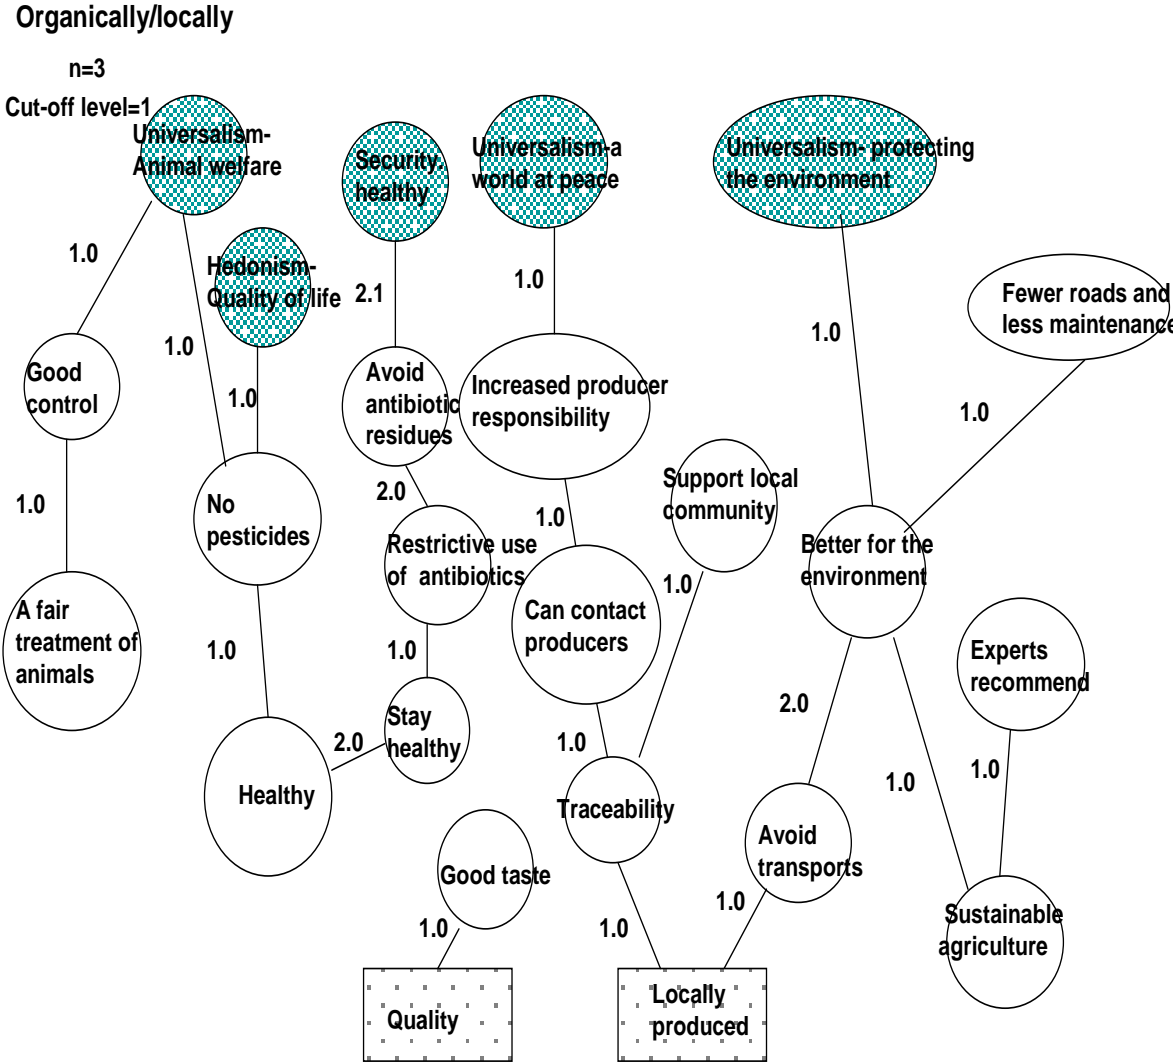 Organically/locally
n=3
Cut-off level=1
Universalism-
Animal welfare
Security.
healthy
Universalism-a
world at peace
Universalism- protecting
the environment
1.0
Hedonism-
Quality of life
2.1
1.0
1.0
1.0
Fewer roads and
less maintenance
Good
control
1.0
Avoid
antibiotic
residues
Increased producer
responsibility
1.0
1.0
No
pesticides
2.0
Restrictive use
of antibiotics
1.0
Support local
community
Better for the
environment
A fair
treatment of
animals
1.0
1.0
Can contact
producers
1.0
Experts
recommend
Stay
healthy
2.0
1.0
2.0
1.0
1.0
Healthy
Traceability
Avoid
transports
Good taste
1.0
1.0
1.0
Sustainable
agriculture
Quality
Locally
produced